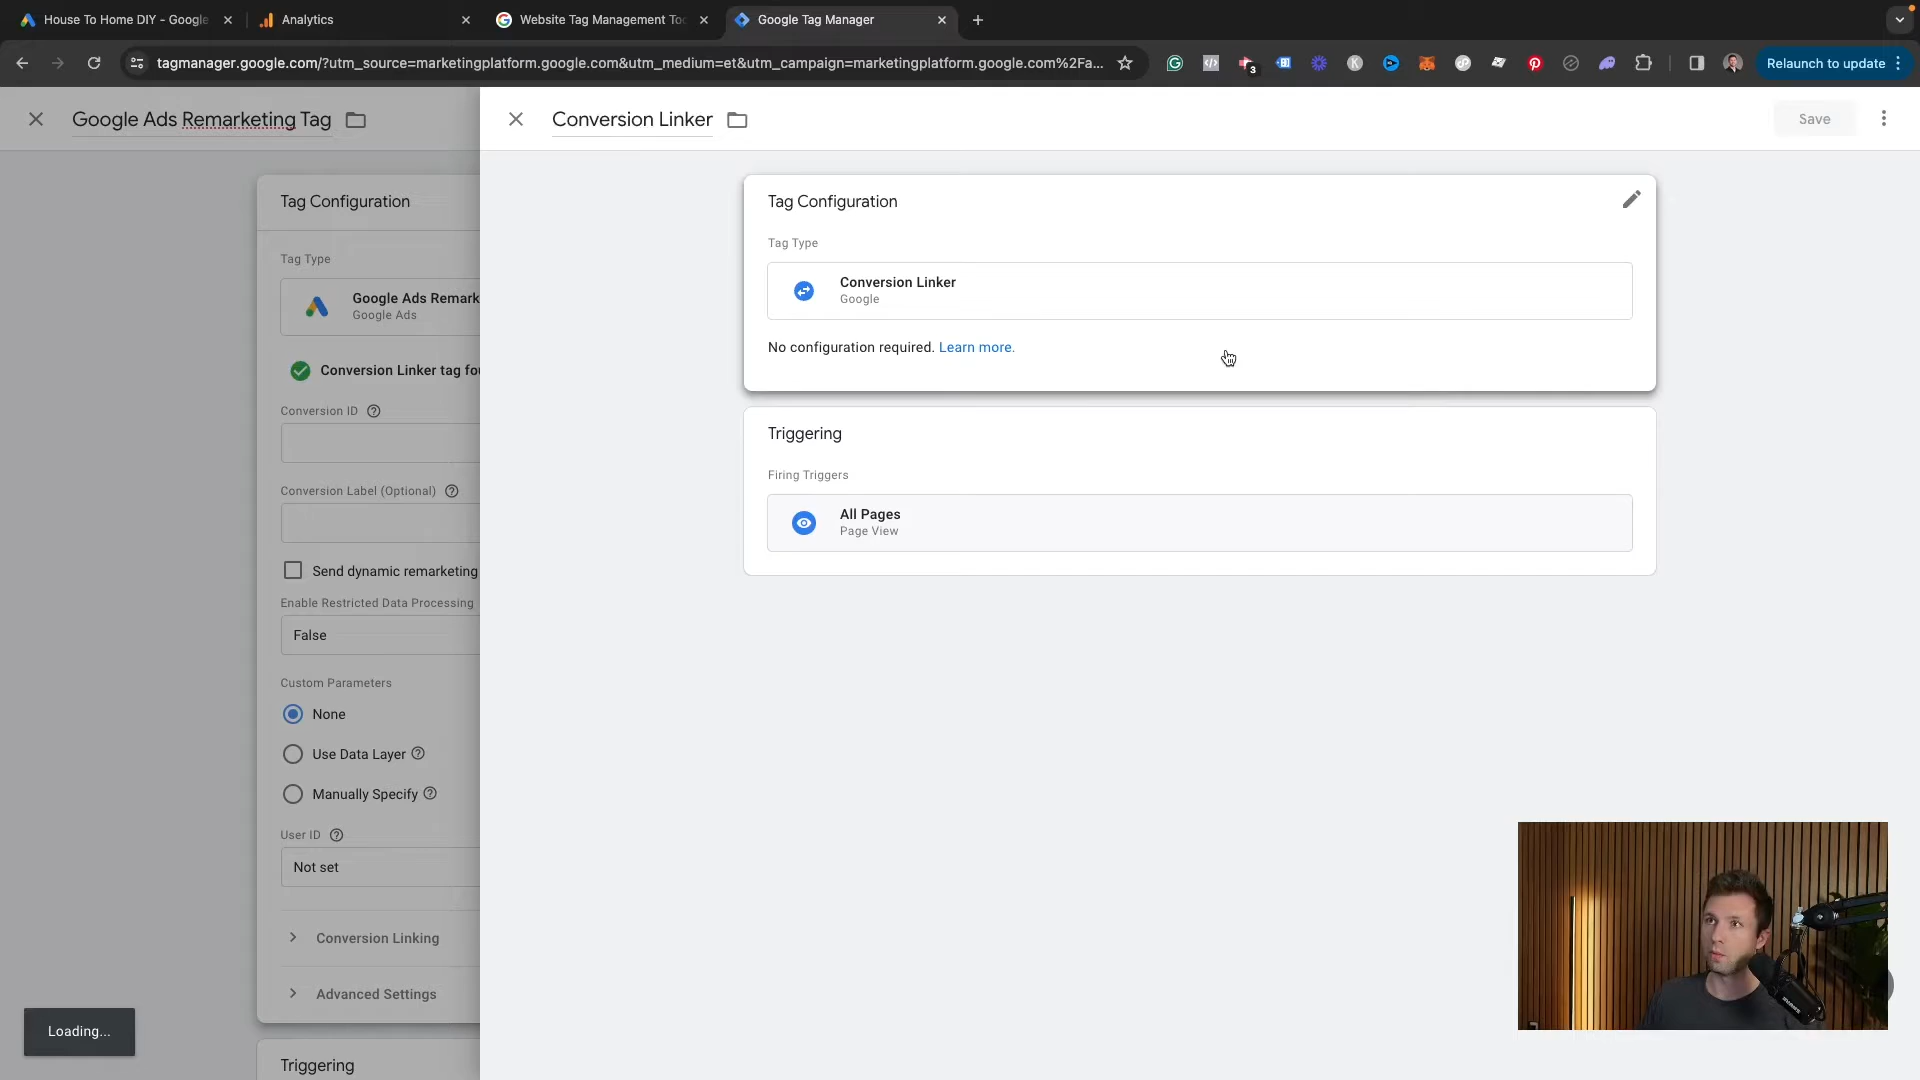 House To Home DIY - Google
Analytics
Website Tag Management Too
Google Tag Manager
tagmanager.google.com/?utm_source=marketingplatform.google.com&utm_medium=et&utm_campaign=marketingplatform.google.com%2Fa...
3
Relaunch to update
Google Ads Remarketing Tag
Conversion Linker
Save
Tag Configuration
Tag Type
Google Ads Remark
Google Ads
Conversion Linker tag fou
Conversion ID
Conversion Label (Optional)
Send dynamic remarketing
Enable Restricted Data Processing
False
Custom Parameters
None
Use Data Layer
Manually Specify
User ID
Not set
Conversion Linking
Advanced Settings
Triggering
Loading...
Tag Configuration
Tag Type
Conversion Linker
Google
No configuration required. Learn more.
Triggering
Firing Triggers
All Pages
Page View